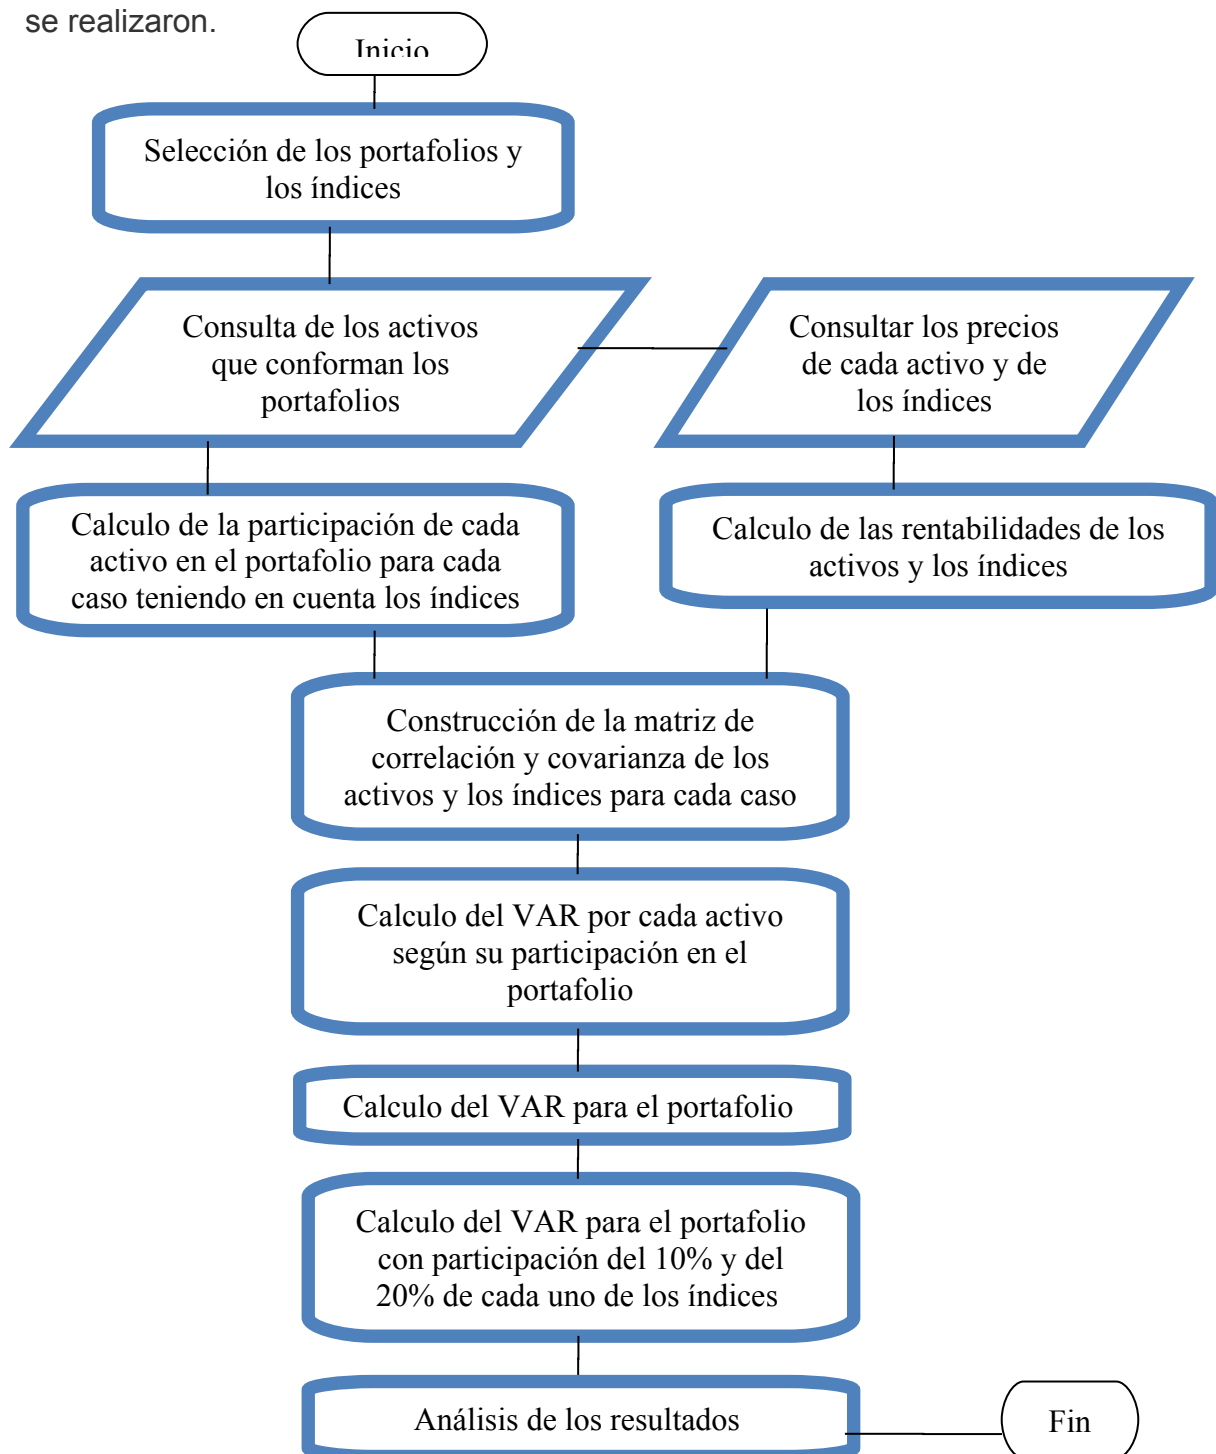 se realizaron.
Inicio
Selección de los portafolios y
los índices
Consulta de los activos
que conforman los
portafolios
Consultar los precios
de cada activo y de
los índices
Calculo de la participación de cada
activo en el portafolio para cada
caso teniendo en cuenta los índices
Calculo de las rentabilidades de los
activos y los índices
Construcción de la matriz de
correlación y covarianza de los
activos y los índices para cada caso
Calculo del VAR por cada activo
según su participación en el
portafolio
Calculo del VAR para el portafolio
Calculo del VAR para el portafolio
con participación del 10% y del
20% de cada uno de los índices
Análisis de los resultados
Fin